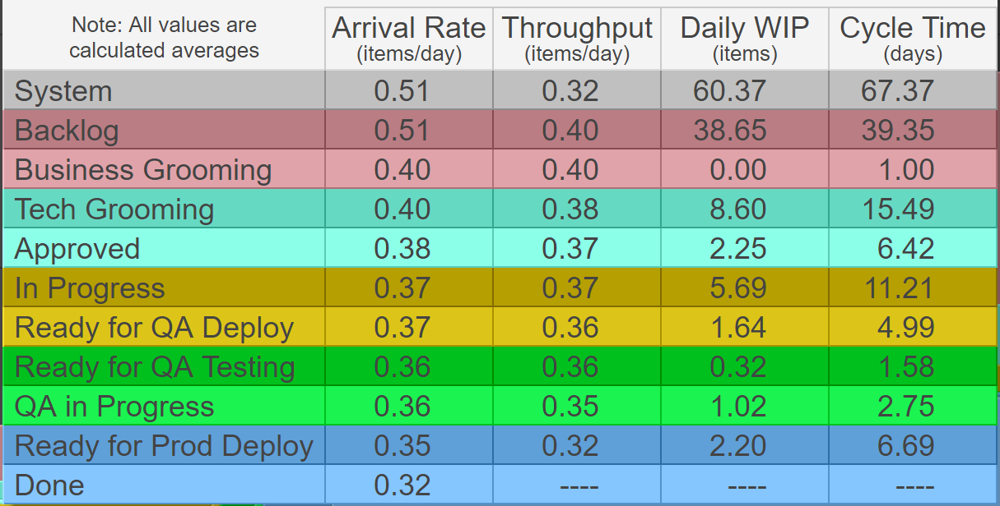 Note: All values are calculated averages
Arrival Rate (items/day) Throughput (items/day) Daily WIP (items) Cycle Time (days)
System 0.51 0.32 60.37 67.37
Backlog 0.51 0.40 38.65 39.35
Business Grooming 0.40 0.40 0.00 1.00
Tech Grooming 0.40 0.38 8.60 15.49
Approved 0.38 0.37 2.25 6.42
In Progress 0.37 0.37 5.69 11.21
Ready for QA Deploy 0.37 0.36 1.64 4.99
Ready for QA Testing 0.36 0.36 0.32 1.58
QA in Progress 0.36 0.35 1.02 2.75
Ready for Prod Deploy 0.35 0.32 2.20 6.69
Done 0.32 ---- ---- ----